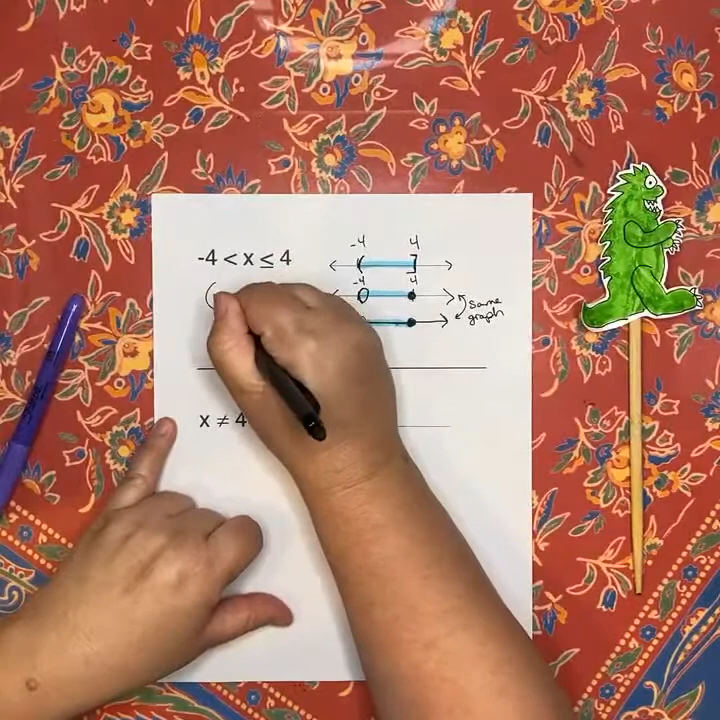 -4 < x ≤ 4
-4 4
( ]
-4 4
same
graph
(
x ≠ 4